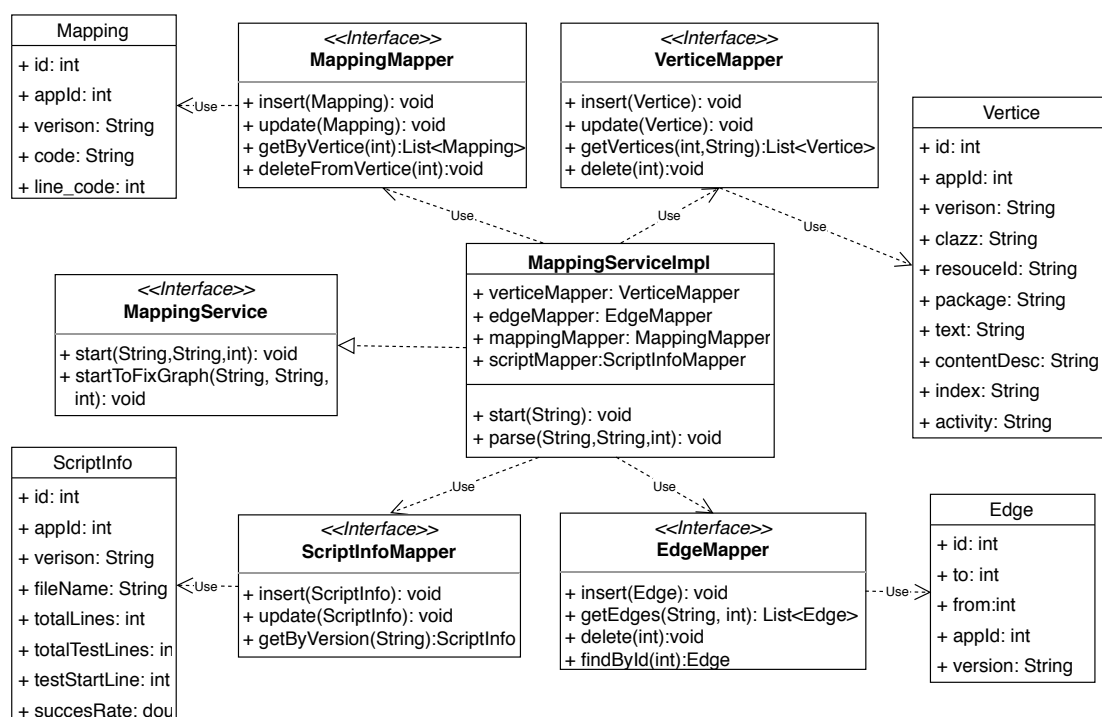 Mapping
+ id: int
+ appId: int
+ verison: String
+ code: String
+ line_code: int
<<Interface>>
MappingMapper
+ insert(Mapping): void
+ update(Mapping): void
+ getByVertice(int):List<Mapping>
+ deleteFromVertice(int):void
<<Interface>>
VerticeMapper
+ insert(Vertice): void
+ update(Vertice): void
+ getVertices(int,String):List<Vertice>
+ delete(int):void
Vertice
+ id: int
+ appId: int
+ verison: String
+ clazz: String
+ resouceId: String
+ package: String
+ text: String
+ contentDesc: String
+ index: String
+ activity: String
Use
Use
Use
Use
<<Interface>>
MappingService
+ start(String,String,int): void
+ startToFixGraph(String, String,
int): void
MappingServiceImpl
+ verticeMapper: VerticeMapper
+ edgeMapper: EdgeMapper
+ mappingMapper: MappingMapper
+ scriptMapper:ScriptInfoMapper
+ start(String): void
+ parse(String,String,int): void
ScriptInfo
+ id: int
+ appId: int
+ verison: String
+ fileName: String
+ totalLines: int
+ totalTestLines: in
+ testStartLine: int
+ succesRate: dou
Use
Use
Use
Use
<<Interface>>
ScriptInfoMapper
+ insert(ScriptInfo): void
+ update(ScriptInfo): void
+ getByVersion(String):ScriptInfo
<<Interface>>
EdgeMapper
+ insert(Edge): void
+ getEdges(String, int): List<Edge>
+ delete(int):void
+ findById(int):Edge
Edge
+ id: int
+ to: int
+ from:int
+ appId: int
+ version: String